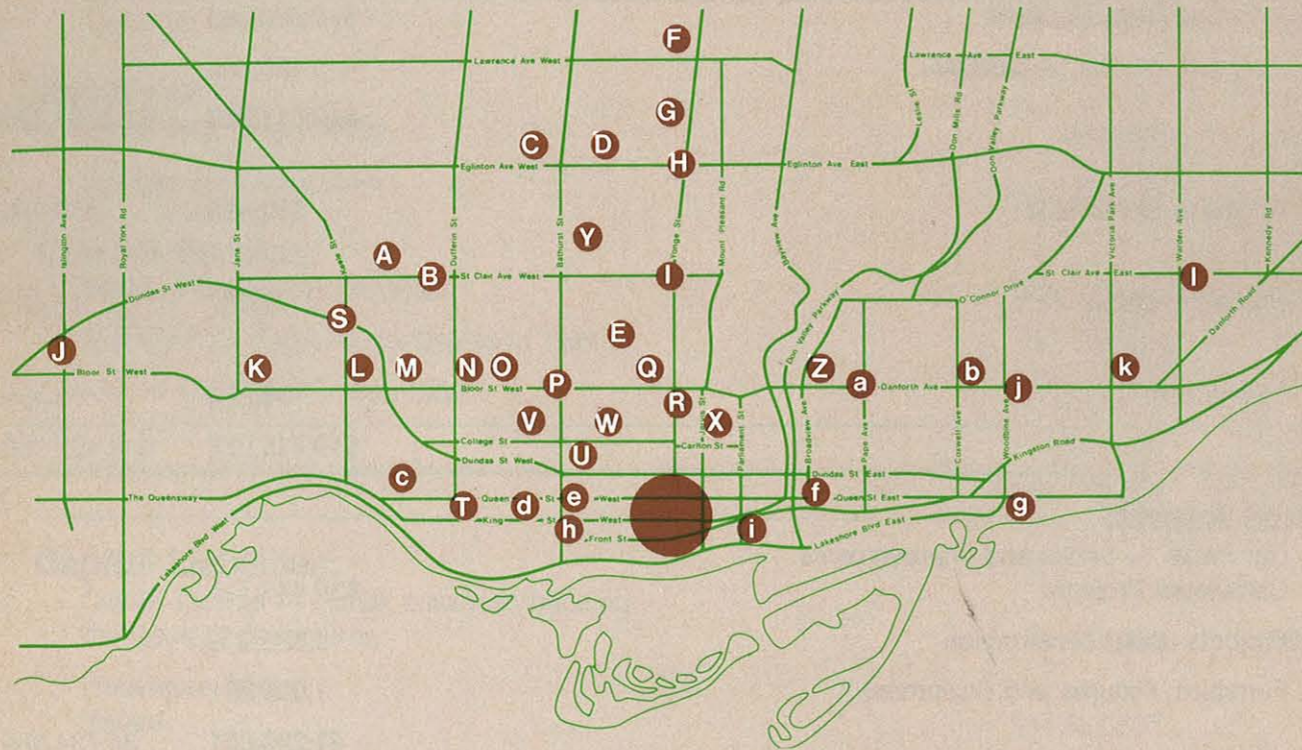 F
Lawrence Ave West
Lawrence Ave East
Leslie St
Don Mills Rd
Don Valley Parkway
G
C
D
Eglinton Ave West
H
Eglinton Ave East
Islington Ave
Royal York Rd
Jane St
Dufferin St
Bathurst St
Yonge St
Mount Pleasant Rd
Bayview Ave
Victoria Park Ave
Warden Ave
Kennedy Rd
Y
A
B
St Clair Ave West
I
St Clair Ave East
l
Dundas St West
O'Connor Drive
Don Valley Parkway
Danforth Road
S
E
J
Bloor St West
K
L
M
N
O
Bloor St West
P
Q
Z
a
Danforth Ave
b
j
k
R
V
W
X
Parliament St
Broadview Ave
Pape Ave
Coxwell Ave
Woodbine Ave
College St
Carlton St
Kingston Road
Dundas St West
U
Dundas St East
c
The Queensway
T
Queen
d
St
e
West
f
Queen St East
g
King
St
h
West
i
Front St
Lakeshore Blvd East
Lakeshore Blvd West